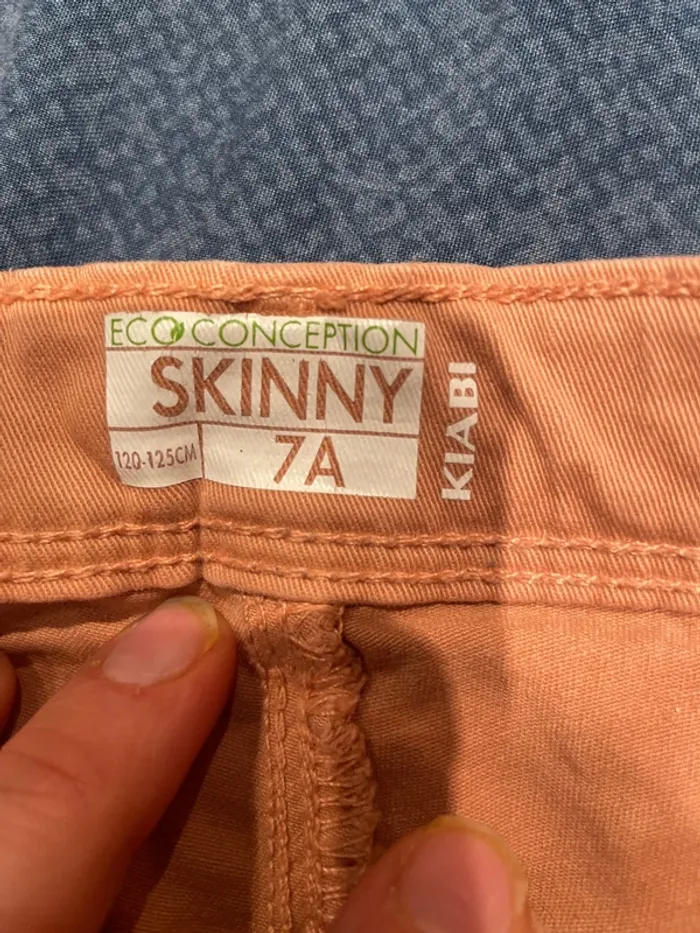 ECO CONCEPTION
SKINNY
120-125CM
7A
KIABI